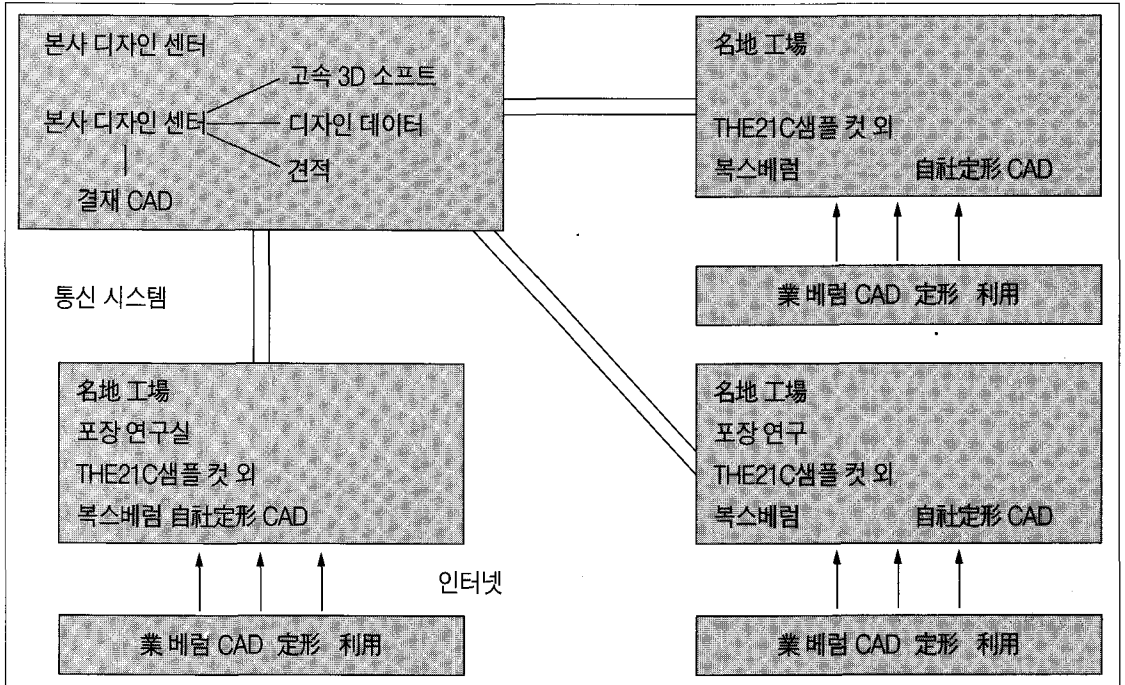 본사 디자인 센터
고속 3D 소프트
본사 디자인 센터
디자인 데이터
견적
결재 CAD
名地 工場
THE21C샘플 컷 외
복스베럼 自社定形 CAD
業 베럼 CAD 定形 利用
통신 시스템
名地 工場
포장 연구실
THE21C샘플 컷 외
복스베럼 自社定形 CAD
인터넷
業 베럼 CAD 定形 利用
名地 工場
포장 연구
THE21C샘플 컷 외
복스베럼 自社定形 CAD
業 베럼 CAD 定形 利用